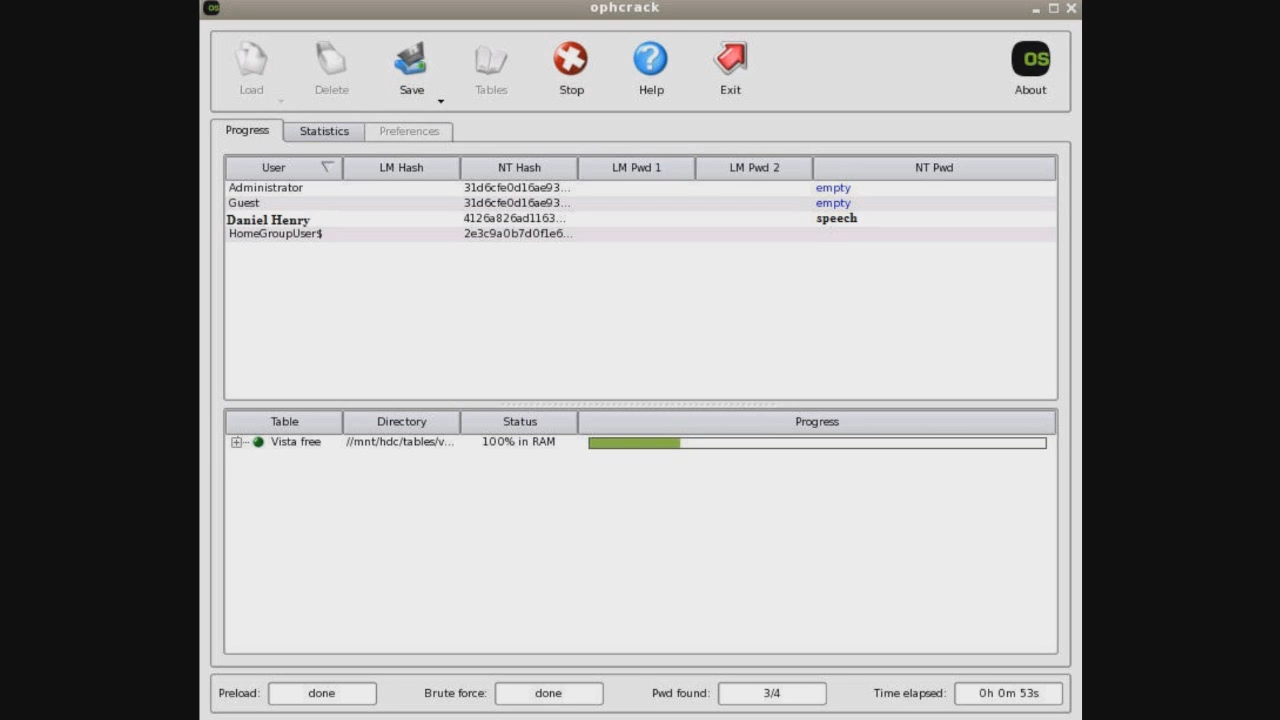 os ophcrack
Load Delete Save Tables Stop Help Exit os About
Progress Statistics Preferences
User LM Hash NT Hash LM Pwd 1 LM Pwd 2 NT Pwd
Administrator 31d6cfe0d16ae93... empty
Guest 31d6cfe0d16ae93... empty
Daniel Henry 4126a826ad1163... speech
HomeGroupUser$ 2e3c9a0b7d0f1e6...
Table Directory Status Progress
Vista free //mnt/hdc/tables/v... 100% in RAM
Preload: done Brute force: done Pwd found: 3/4 Time elapsed: 0h 0m 53s